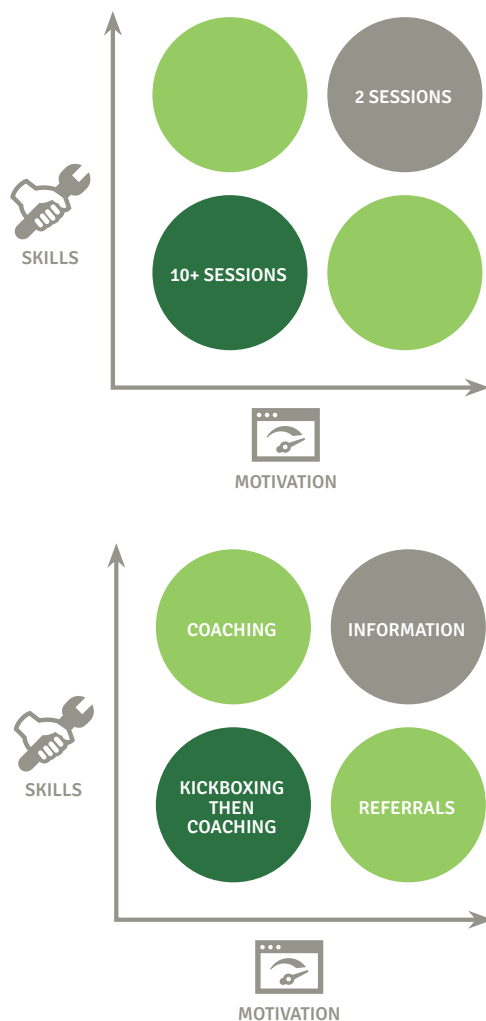 2 SESSIONS
SKILLS
10+ SESSIONS
MOTIVATION
COACHING
INFORMATION
SKILLS
KICKBOXING
THEN
COACHING
REFERRALS
MOTIVATION